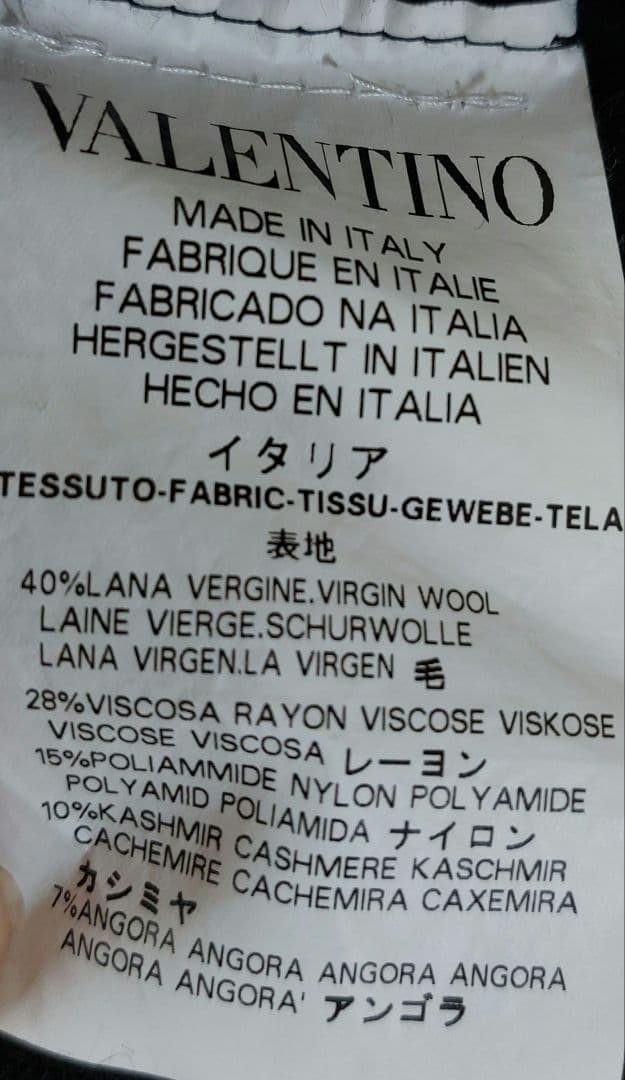 VALENTINO
MADE IN ITALY
FABRIQUE EN ITALIE
FABRICADO NA ITALIA
HERGESTELLT IN ITALIEN
HECHO EN ITALIA
イタリア
TESSUTO-FABRIC-TISSU-GEWEBE-TELA
表地
40%LANA VERGINE.VIRGIN WOOL
LAINE VIERGE.SCHURWOLLE
LANA VIRGEN.LA VIRGEN 毛
28%VISCOSA RAYON VISCOSE VISKOSE
VISCOSE VISCOSA レーヨン
15%POLIAMMIDE NYLON POLYAMIDE
POLYAMID POLIAMIDA ナイロン
10%KASHMIR CASHMERE KASCHMIR
CACHEMIRE CACHEMIRA CAXEMIRA
カシミヤ
7%ANGORA ANGORA ANGORA ANGORA
ANGORA ANGORA' アンゴラ